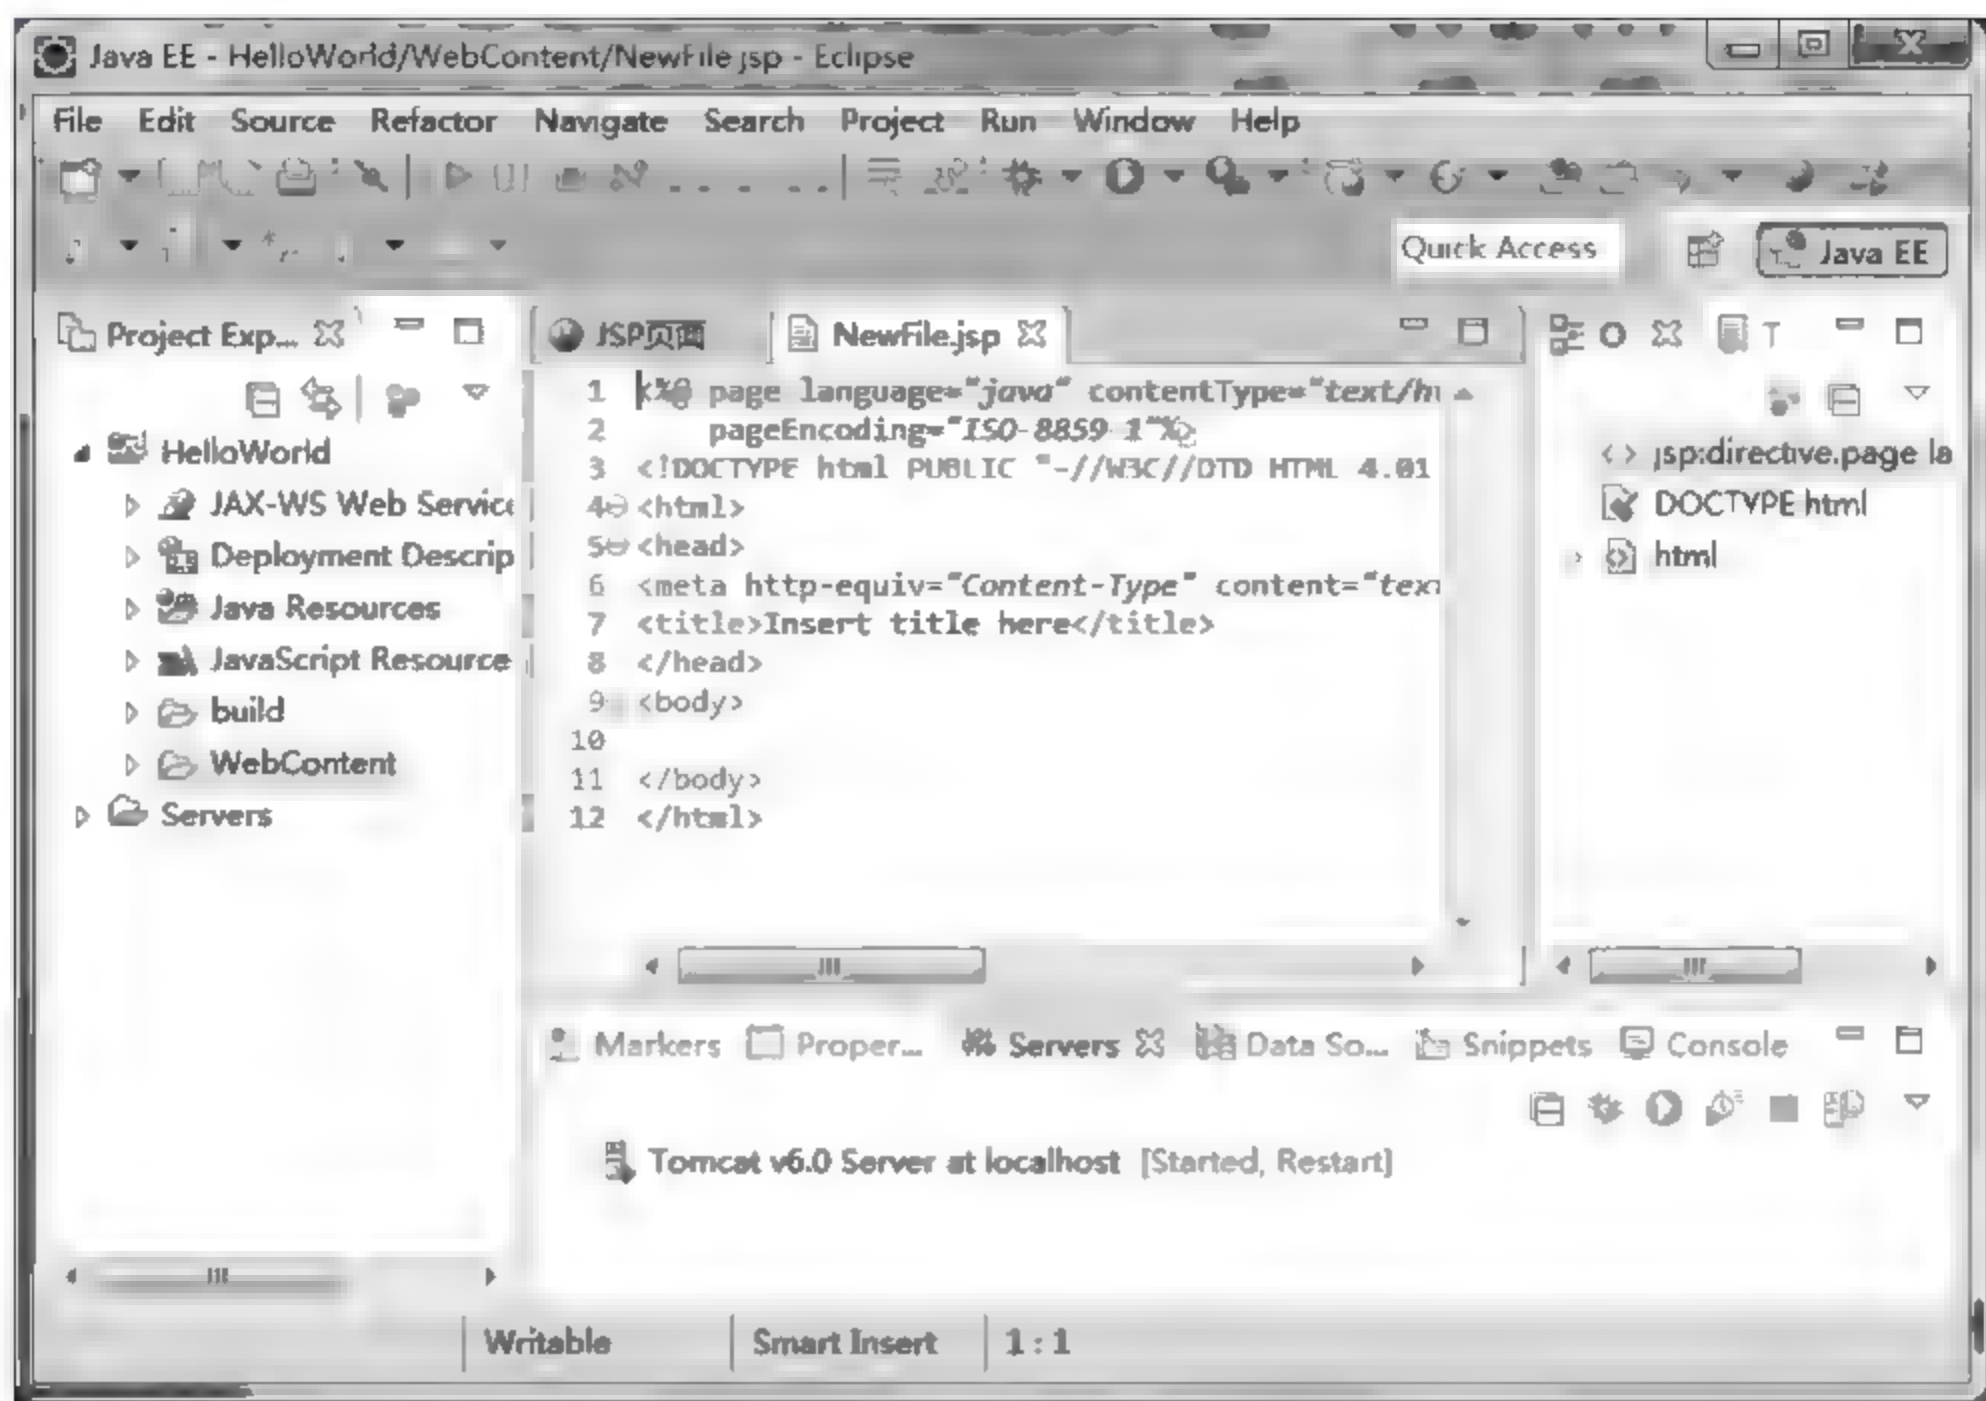 Java EE - HelloWorld/WebContent/NewFile.jsp - Eclipse
File Edit Source Refactor Navigate Search Project Run Window Help
Quick Access Java EE
Project Exp... JSP页面 NewFile.jsp O T
1 <%@ page language="java" contentType="text/ht
2 pageEncoding="ISO-8859-1"%>
3 <!DOCTYPE html PUBLIC "-//W3C//DTD HTML 4.01
4 <html>
5 <head>
6 <meta http-equiv="Content-Type" content="text
7 <title>Insert title here</title>
8 </head>
9 <body>
10
11 </body>
12 </html>
HelloWorld
JAX-WS Web Service
Deployment Descrip
Java Resources
JavaScript Resource
build
WebContent
Servers
jsp:directive.page la
DOCTYPE html
html
Markers Proper... Servers Data So... Snippets Console
Tomcat v6.0 Server at localhost [Started, Restart]
Writable Smart Insert 1 : 1